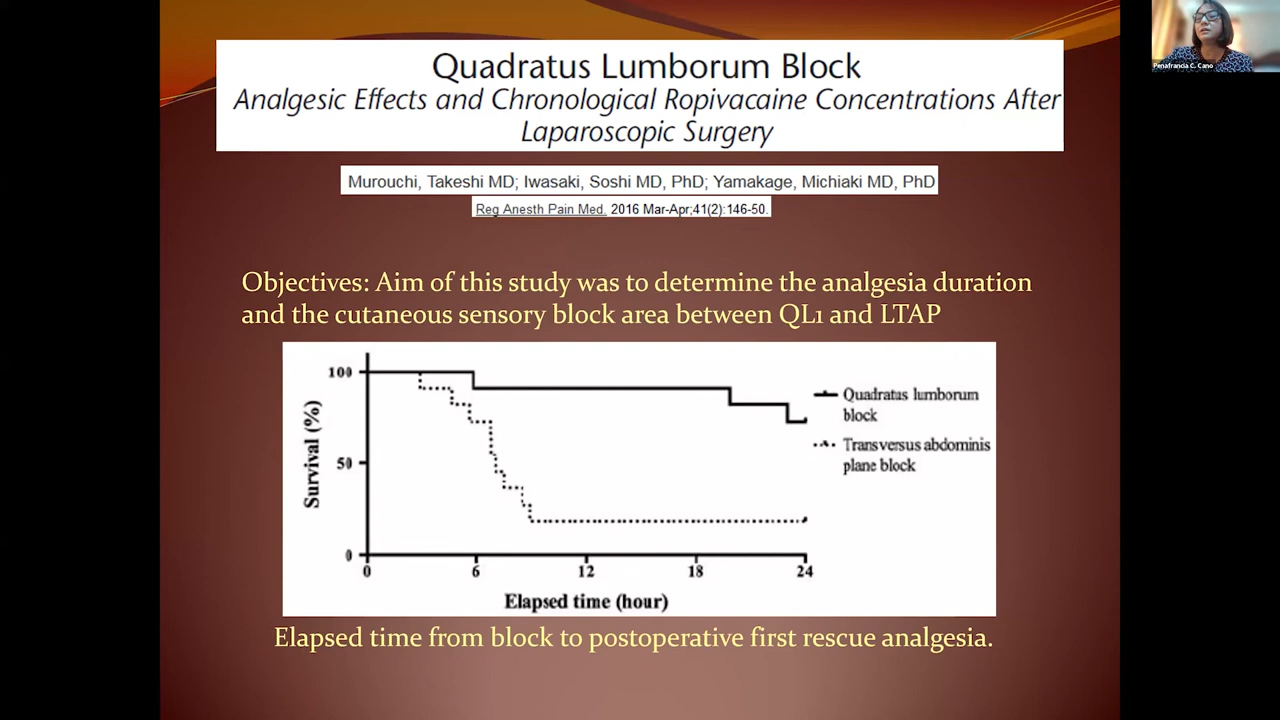 Quadratus Lumborum Block
Analgesic Effects and Chronological Ropivacaine Concentrations After
Laparoscopic Surgery
Murouchi, Takeshi MD; Iwasaki, Soshi MD, PhD; Yamakage, Michiaki MD, PhD
Reg Anesth Pain Med. 2016 Mar-Apr;41(2):146-50.
Objectives: Aim of this study was to determine the analgesia duration
and the cutaneous sensory block area between QL1 and LTAP
100
50
0
Survival (%)
0 6 12 18 24
Elapsed time (hour)
Quadratus lumborum
block
Transversus abdominis
plane block
Elapsed time from block to postoperative first rescue analgesia.
Penafrancia C. Cano